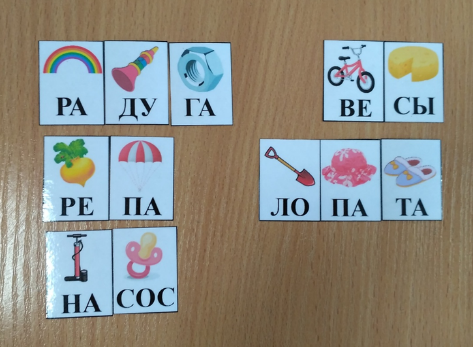 РА ДУ ГА ВЕ СЫ
РЕ ПА ЛО ПА ТА
НА СОС